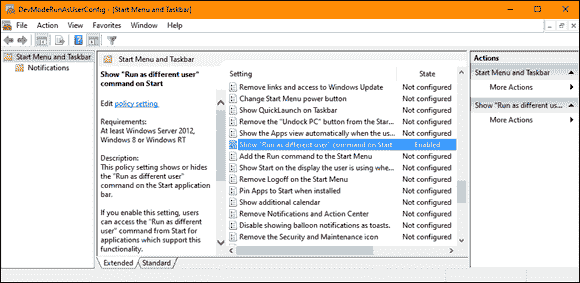 DevModeRunAsUserConfig - [Start Menu and Taskbar]
File Action View Window Help
Start Menu and Taskbar
Notifications
Start Menu and Taskbar
Show "Run as different user" command on Start
Edit policy setting.
Requirements:
At least Windows Server 2012, Windows 8 or Windows RT
Description:
This policy setting shows or hides the "Run as different user" command on the Start application bar.
If you enable this setting, users can access the "Run as different user" command from Start for applications which support this functionality.
Setting State
Remove links and access to Windows Update Not configured
Change Start Menu power button Not configured
Show QuickLaunch on Taskbar Not configured
Remove the "Undock PC" button from the Star... Not configured
Show the Apps view automatically when the us... Not configured
Show "Run as different user" command on Start Enabled
Add the Run command to the Start Menu Not configured
Show Start on the display the user is using whe... Not configured
Remove Logoff on the Start Menu Not configured
Pin Apps to Start when installed Not configured
Show additional calendar Not configured
Remove Notifications and Action Center Not configured
Disable showing balloon notifications as toasts. Not configured
Remove the Security and Maintenance icon Not configured
Extended Standard
Actions
Start Menu and Taskbar
More Actions
Show "Run as different us...
More Actions